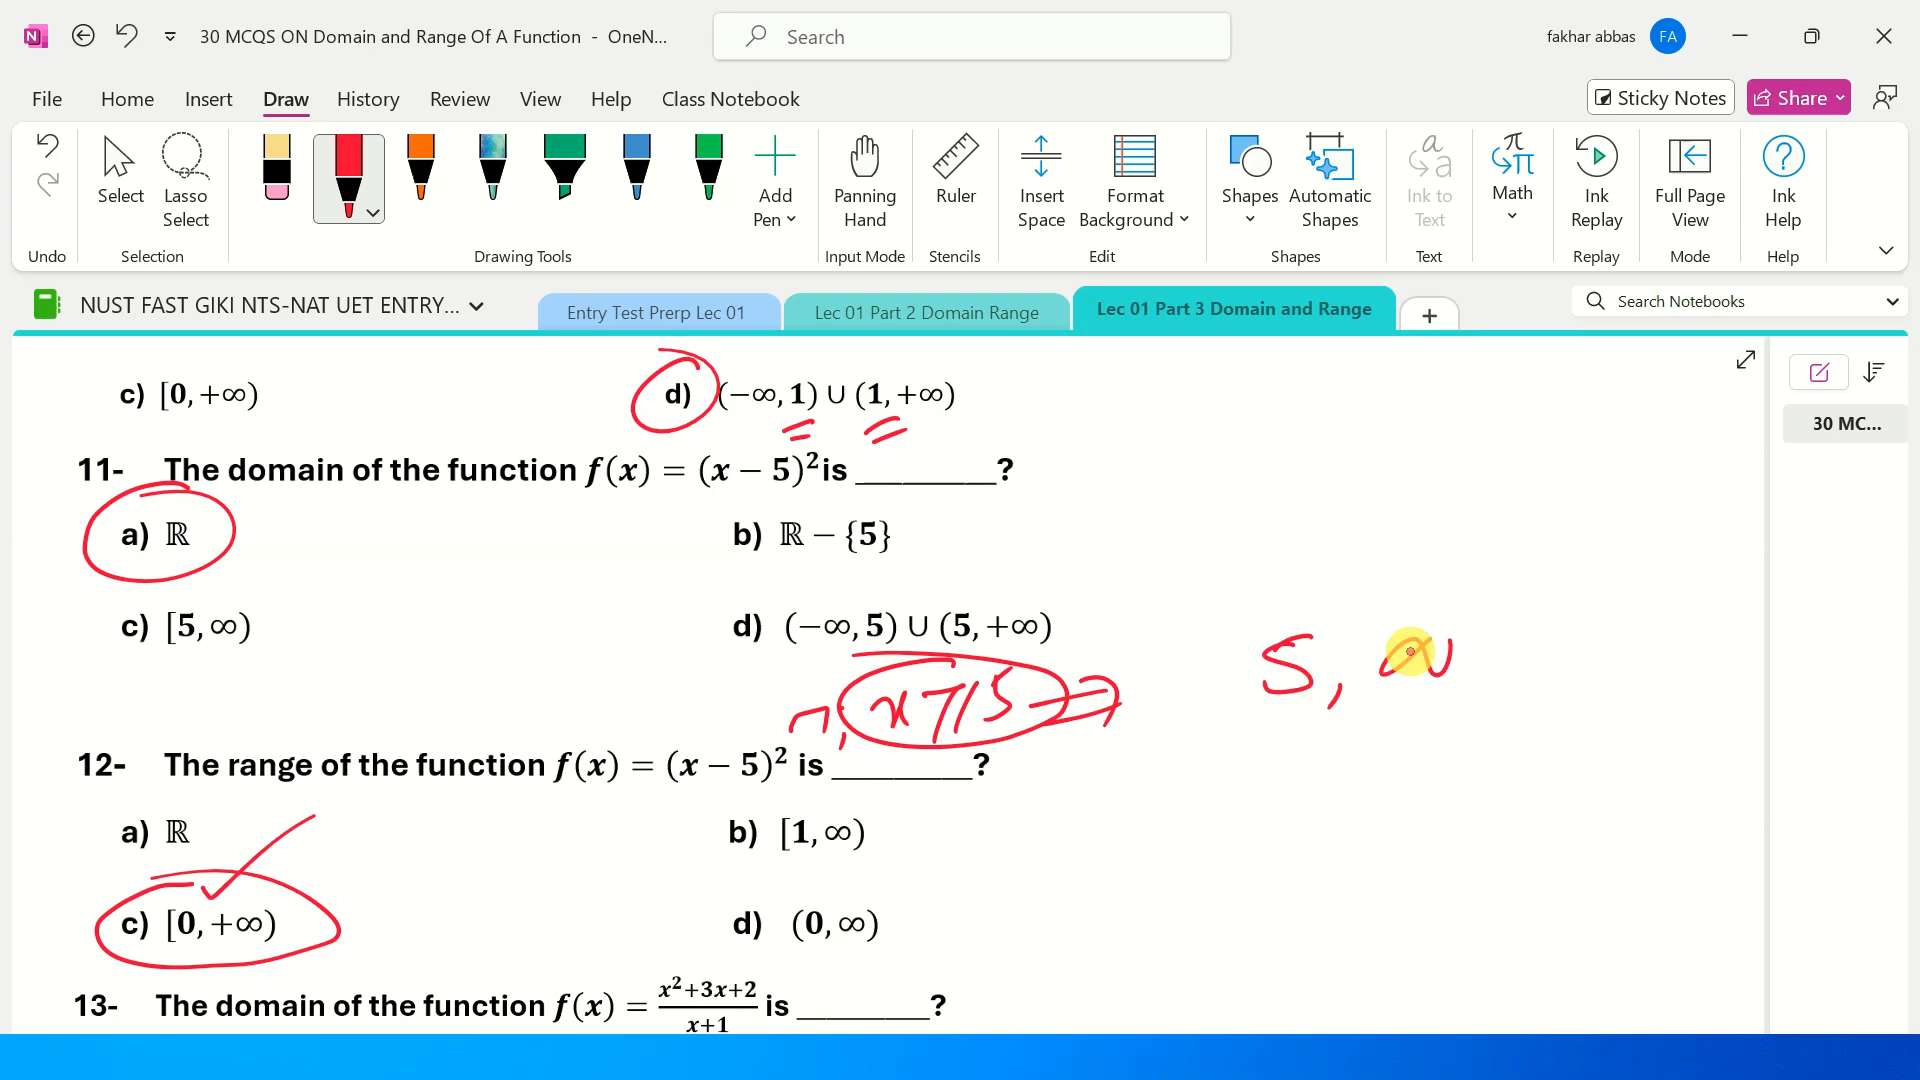 30 MCQS ON Domain and Range Of A Function - OneN...
Search
fakhar abbas
FA
File Home Insert Draw History Review View Help Class Notebook
Sticky Notes
Share
Select
Lasso Select
Add Pen
Panning Hand
Ruler
Insert Space
Format Background
Shapes
Automatic Shapes
Ink to Text
Math
Ink Replay
Full Page View
Ink Help
Undo Selection Drawing Tools Input Mode Stencils Edit Shapes Text Replay Mode Help
NUST FAST GIKI NTS-NAT UET ENTRY...
Entry Test Prerp Lec 01
Lec 01 Part 2 Domain Range
Lec 01 Part 3 Domain and Range
Search Notebooks
30 MC...
c) [0, +∞) d) (−∞, 1) ∪ (1, +∞)
11- The domain of the function f(x) = (x − 5)² is ________?
a) ℝ b) ℝ − {5}
c) [5, ∞) d) (−∞, 5) ∪ (5, +∞)
5, ∞
12- The range of the function f(x) = (x − 5)² is ________?
a) ℝ b) [1, ∞)
c) [0, +∞) d) (0, ∞)
13- The domain of the function f(x) = x²+3x+2 / x+1 is ________?